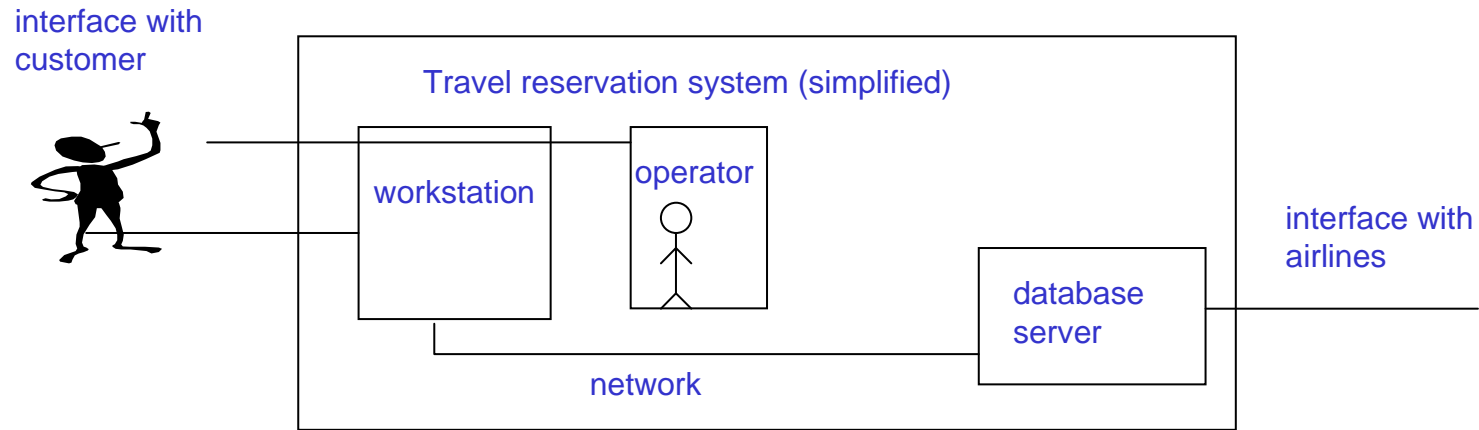 interface with
customer
Travel reservation system (simplified)
workstation
operator
interface with
airlines
database
server
network